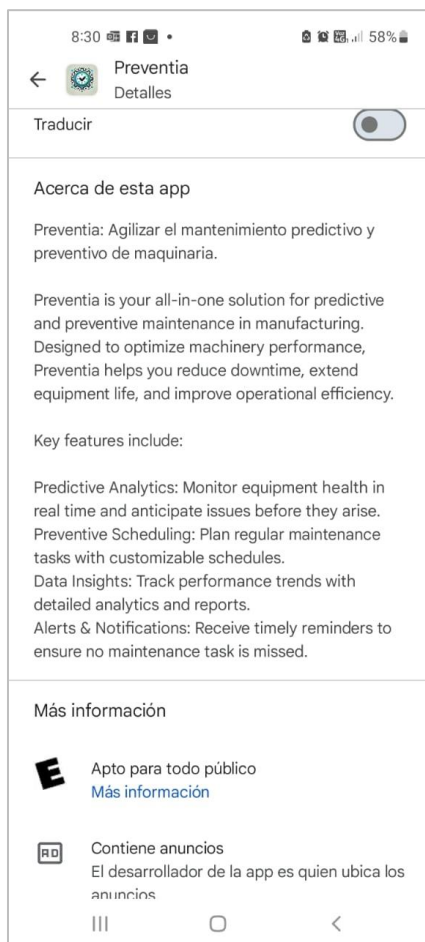 8:30
58%
Preventia
Detalles
Traducir
Acerca de esta app
Preventia: Agilizar el mantenimiento predictivo y
preventivo de maquinaria.
Preventia is your all-in-one solution for predictive
and preventive maintenance in manufacturing.
Designed to optimize machinery performance,
Preventia helps you reduce downtime, extend
equipment life, and improve operational efficiency.
Key features include:
Predictive Analytics: Monitor equipment health in
real time and anticipate issues before they arise.
Preventive Scheduling: Plan regular maintenance
tasks with customizable schedules.
Data Insights: Track performance trends with
detailed analytics and reports.
Alerts & Notifications: Receive timely reminders to
ensure no maintenance task is missed.
Más información
E
Apto para todo público
Más información
AD
Contiene anuncios
El desarrollador de la app es quien ubica los
anuncios